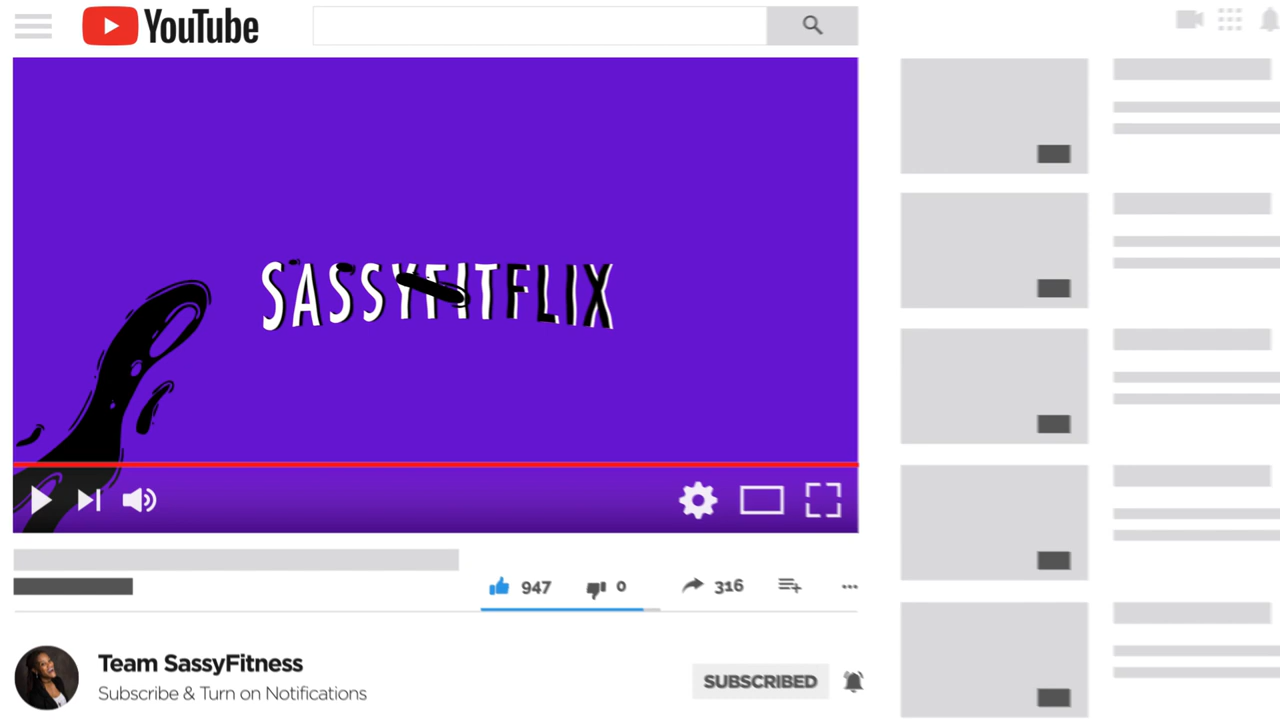 YouTube
SASSYFITFLIX
947
0
316
Team SassyFitness
Subscribe & Turn on Notifications
SUBSCRIBED